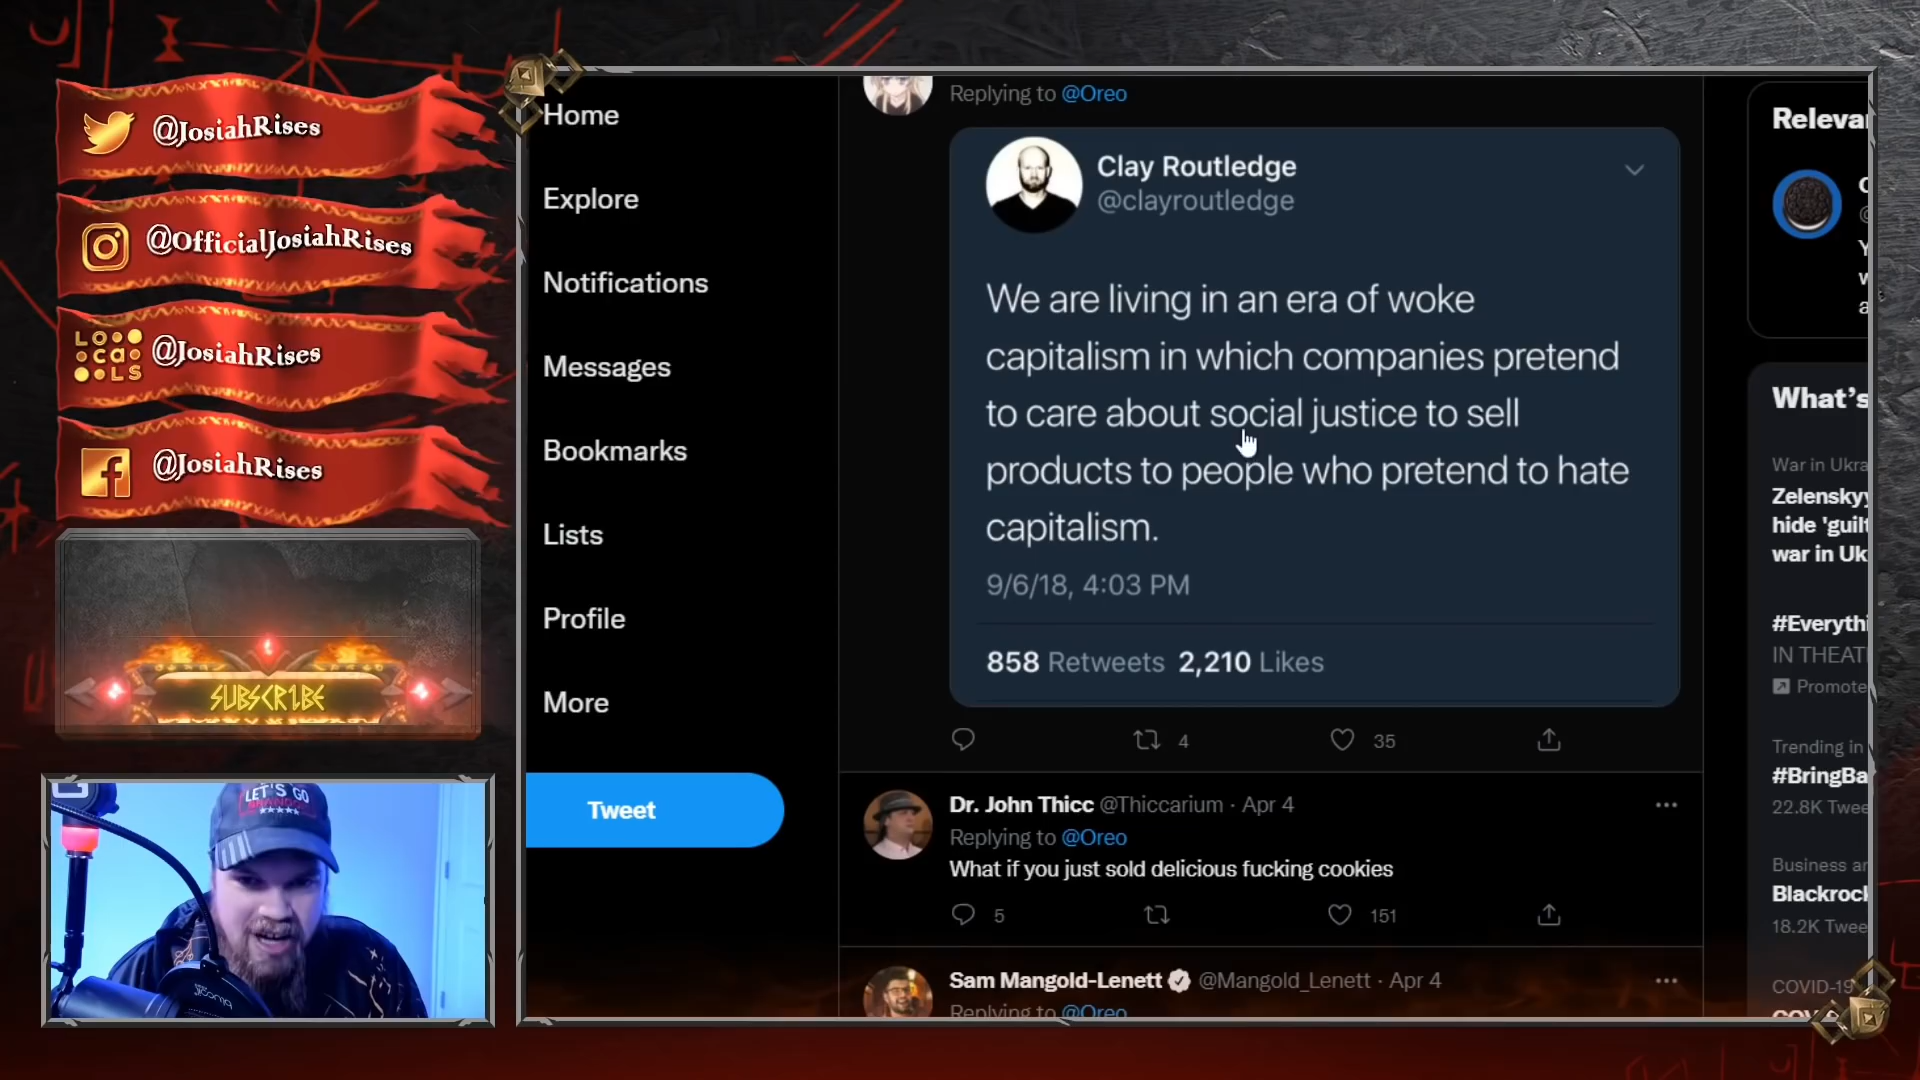 @JosiahRises
@OfficialJosiahRises
LOcaLS
@JosiahRises
@JosiahRises
SUBSCRIBE
LET'S GO
BRANDON
Home
Explore
Notifications
Messages
Bookmarks
Lists
Profile
More
Tweet
Replying to @Oreo
Clay Routledge
@clayroutledge
We are living in an era of woke
capitalism in which companies pretend
to care about social justice to sell
products to people who pretend to hate
capitalism.
9/6/18, 4:03 PM
858 Retweets 2,210 Likes
4 35
Dr. John Thicc @Thiccarium · Apr 4
Replying to @Oreo
What if you just sold delicious fucking cookies
5 151
Sam Mangold-Lenett @Mangold_Lenett · Apr 4
Replying to @Oreo
Relevan
What's
War in Ukra
Zelenskyy
hide 'guilt
war in Uk
#Everythi
IN THEAT
Promote
Trending in
#BringBa
22.8K Twee
Business an
Blackrock
18.2K Twee
COVID-19